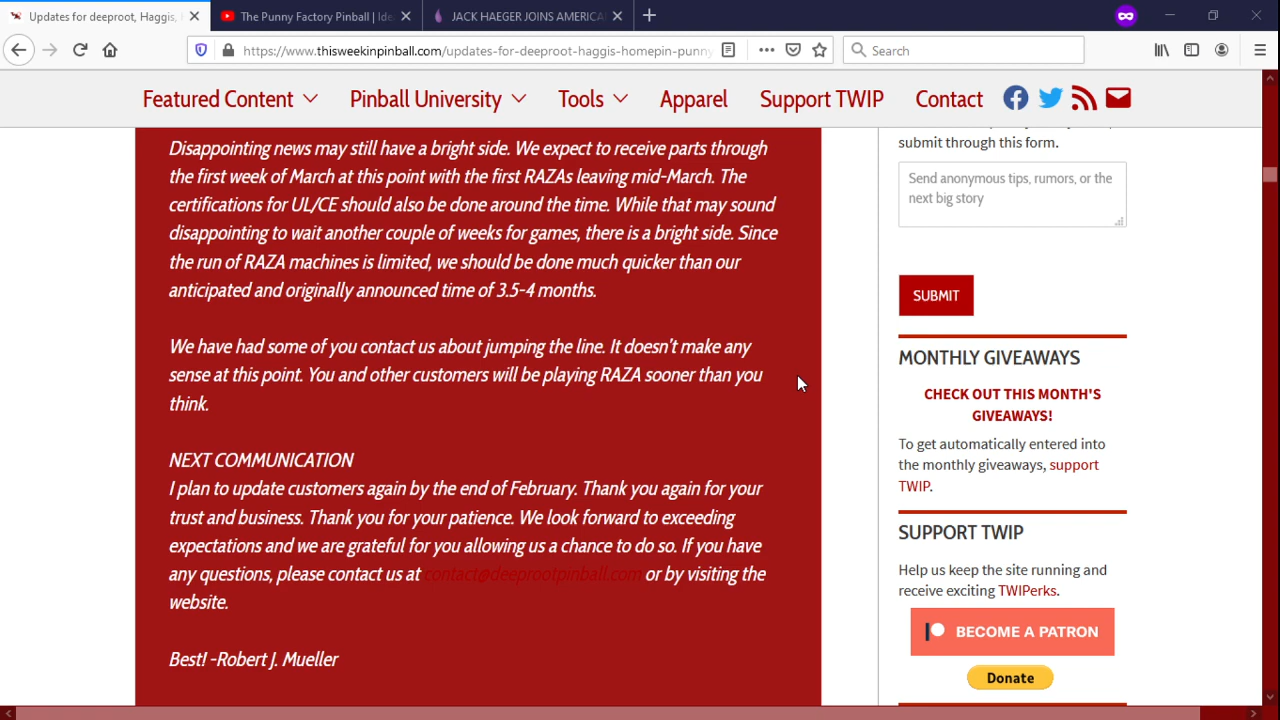 Updates for deeproot, Haggis,
The Punny Factory Pinball | Ide
JACK HAEGER JOINS AMERICA
https://www.thisweekinpinball.com/updates-for-deeproot-haggis-homepin-punny
Search
Featured Content
Pinball University
Tools
Apparel
Support TWIP
Contact
Disappointing news may still have a bright side. We expect to receive parts through
the first week of March at this point with the first RAZAs leaving mid-March. The
certifications for UL/CE should also be done around the time. While that may sound
disappointing to wait another couple of weeks for games, there is a bright side. Since
the run of RAZA machines is limited, we should be done much quicker than our
anticipated and originally announced time of 3.5-4 months.
We have had some of you contact us about jumping the line. It doesn't make any
sense at this point. You and other customers will be playing RAZA sooner than you
think.
NEXT COMMUNICATION
I plan to update customers again by the end of February. Thank you again for your
trust and business. Thank you for your patience. We look forward to exceeding
expectations and we are grateful for you allowing us a chance to do so. If you have
any questions, please contact us at contact@deeprootpinball.com or by visiting the
website.
Best! -Robert J. Mueller
submit through this form.
Send anonymous tips, rumors, or the
next big story
SUBMIT
MONTHLY GIVEAWAYS
CHECK OUT THIS MONTH'S
GIVEAWAYS!
To get automatically entered into
the monthly giveaways, support
TWIP.
SUPPORT TWIP
Help us keep the site running and
receive exciting TWIPerks.
BECOME A PATRON
Donate